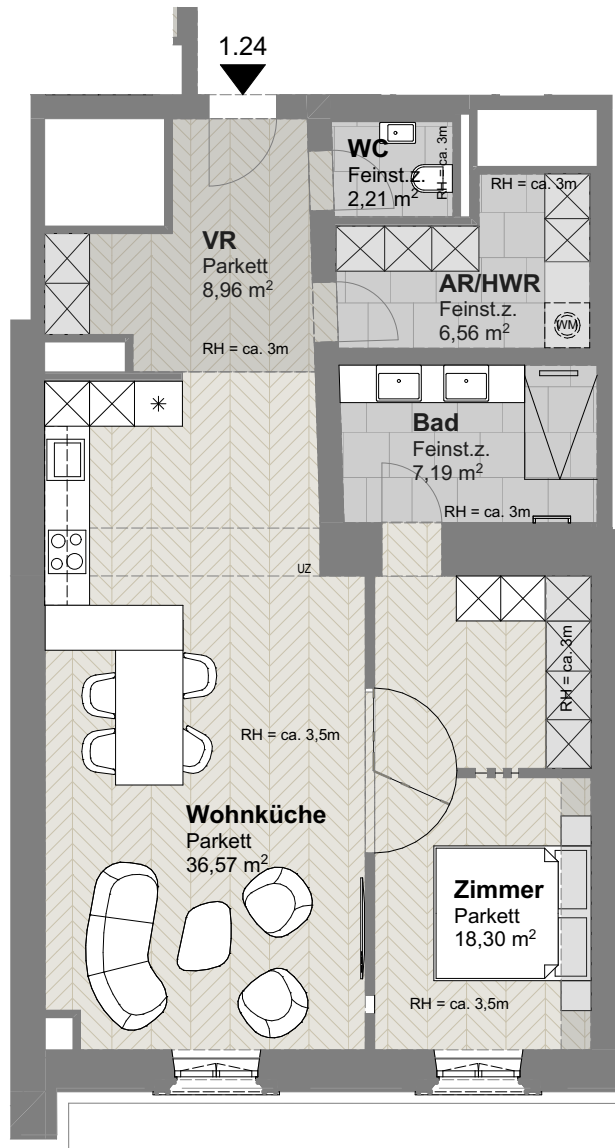 1.24
WC
Feinst.z.
2,21 m²
RH = ca. 3m
RH = ca. 3m
VR
Parkett
8,96 m²
RH = ca. 3m
AR/HWR
Feinst.z.
6,56 m²
WM
Bad
Feinst.z.
7,19 m²
RH = ca. 3m
UZ
RH = ca. 3m
RH = ca. 3,5m
Wohnküche
Parkett
36,57 m²
Zimmer
Parkett
18,30 m²
RH = ca. 3,5m